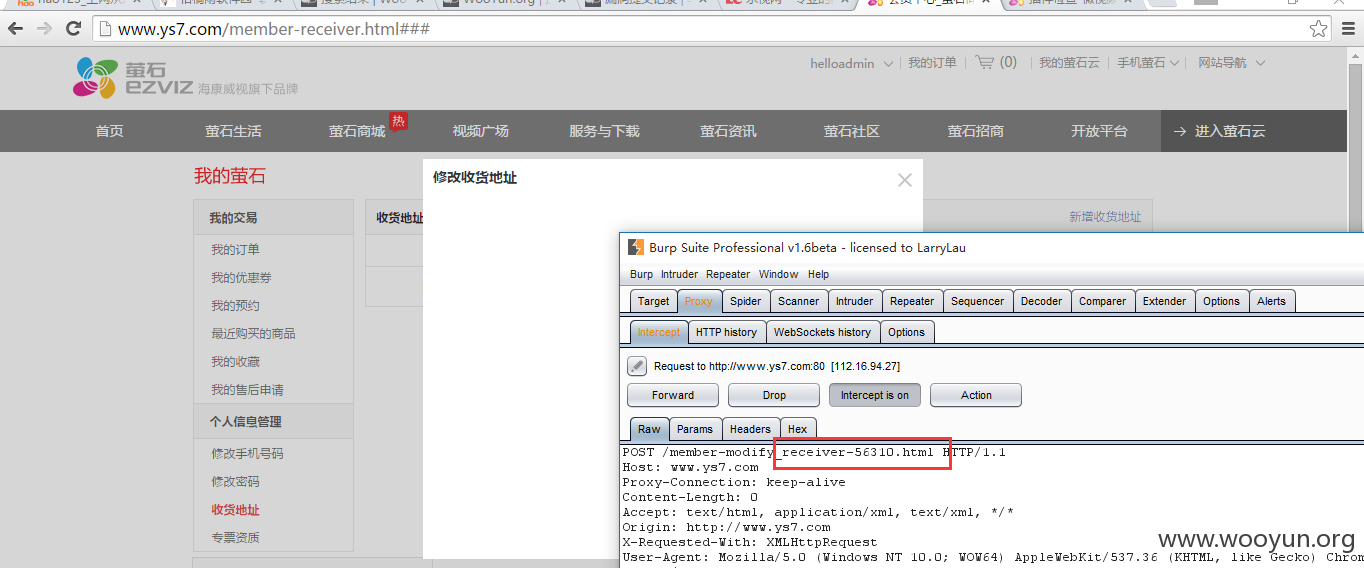 www.ys7.com/member-receiver.html###
萤石
ezviz 海康威视旗下品牌
helloadmin 我的订单 (0) 我的萤石云 手机萤石 网站导航
首页 萤石生活 萤石商城 热 视频广场 服务与下载 萤石资讯 萤石社区 萤石招商 开放平台 → 进入萤石云
我的萤石
修改收货地址
我的交易
收货地址
新增收货地址
我的订单
我的优惠券
我的预约
最近购买的商品
我的收藏
我的售后申请
个人信息管理
修改手机号码
修改密码
收货地址
专票资质
Burp Suite Professional v1.6beta - licensed to LarryLau
Burp Intruder Repeater Window Help
Target Proxy Spider Scanner Intruder Repeater Sequencer Decoder Comparer Extender Options Alerts
Intercept HTTP history WebSockets history Options
Request to http://www.ys7.com:80 [112.16.94.27]
Forward Drop Intercept is on Action
Raw Params Headers Hex
POST /member-modify_receiver-56310.html HTTP/1.1
Host: www.ys7.com
Proxy-Connection: keep-alive
Content-Length: 0
Accept: text/html, application/xml, text/xml, */*
Origin: http://www.ys7.com
X-Requested-With: XMLHttpRequest
User-Agent: Mozilla/5.0 (Windows NT 10.0; WOW64) AppleWebKit/537.36 (KHTML, like Gecko) Chrom
www.wooyun.org